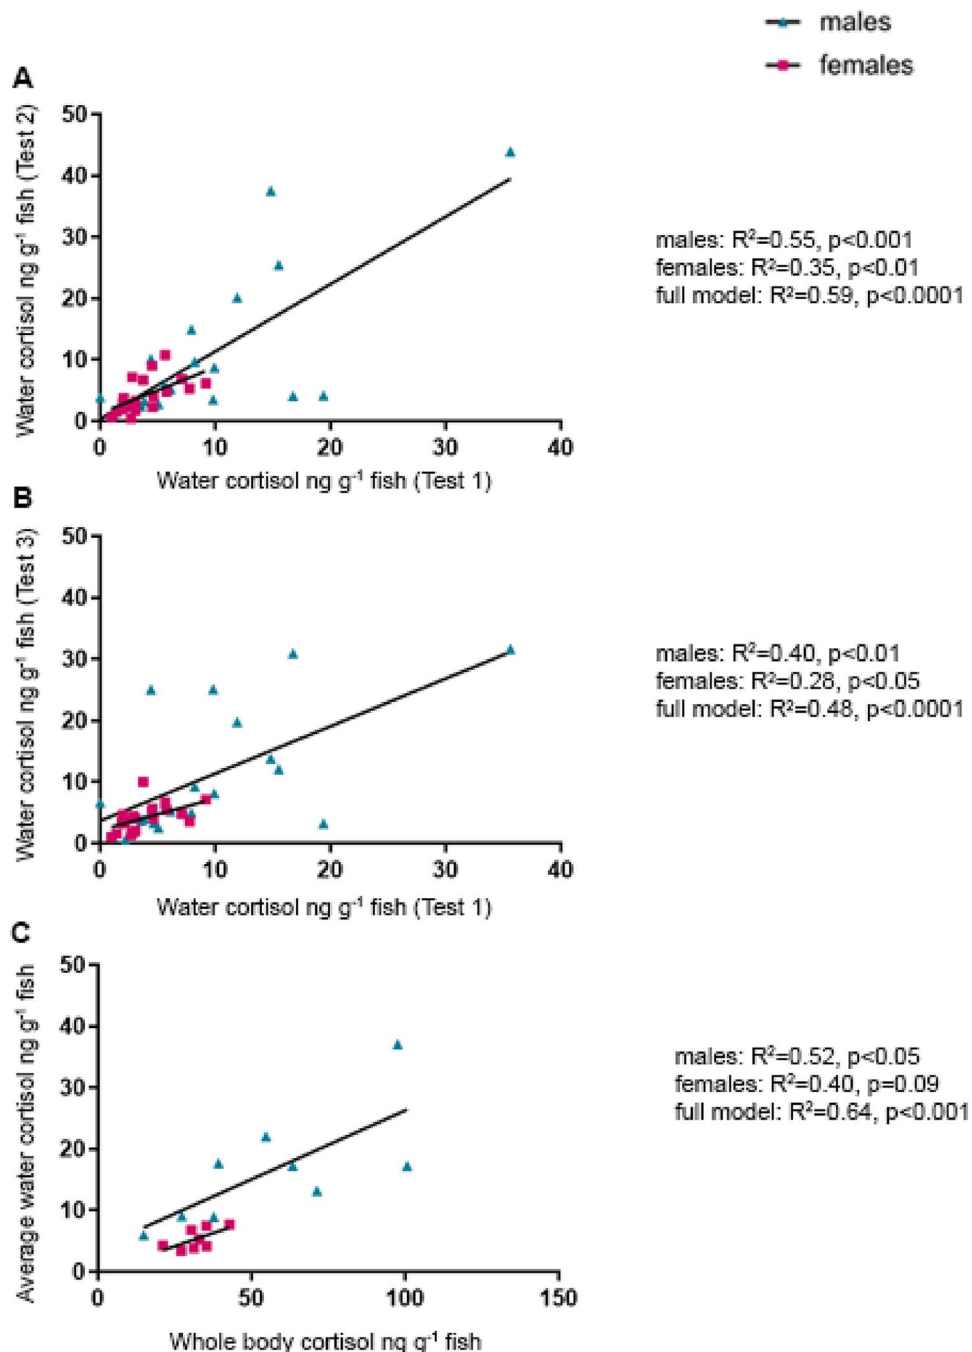 males
females
A
Water cortisol ng g⁻¹ fish (Test 2)
50
40
30
20
10
0
0 10 20 30 40
Water cortisol ng g⁻¹ fish (Test 1)
males: R²=0.55, p<0.001
females: R²=0.35, p<0.01
full model: R²=0.59, p<0.0001
B
Water cortisol ng g⁻¹ fish (Test 3)
50
40
30
20
10
0
0 10 20 30 40
Water cortisol ng g⁻¹ fish (Test 1)
males: R²=0.40, p<0.01
females: R²=0.28, p<0.05
full model: R²=0.48, p<0.0001
C
Average water cortisol ng g⁻¹ fish
50
40
30
20
10
0
0 50 100 150
Whole body cortisol ng g⁻¹ fish
males: R²=0.52, p<0.05
females: R²=0.40, p=0.09
full model: R²=0.64, p<0.001